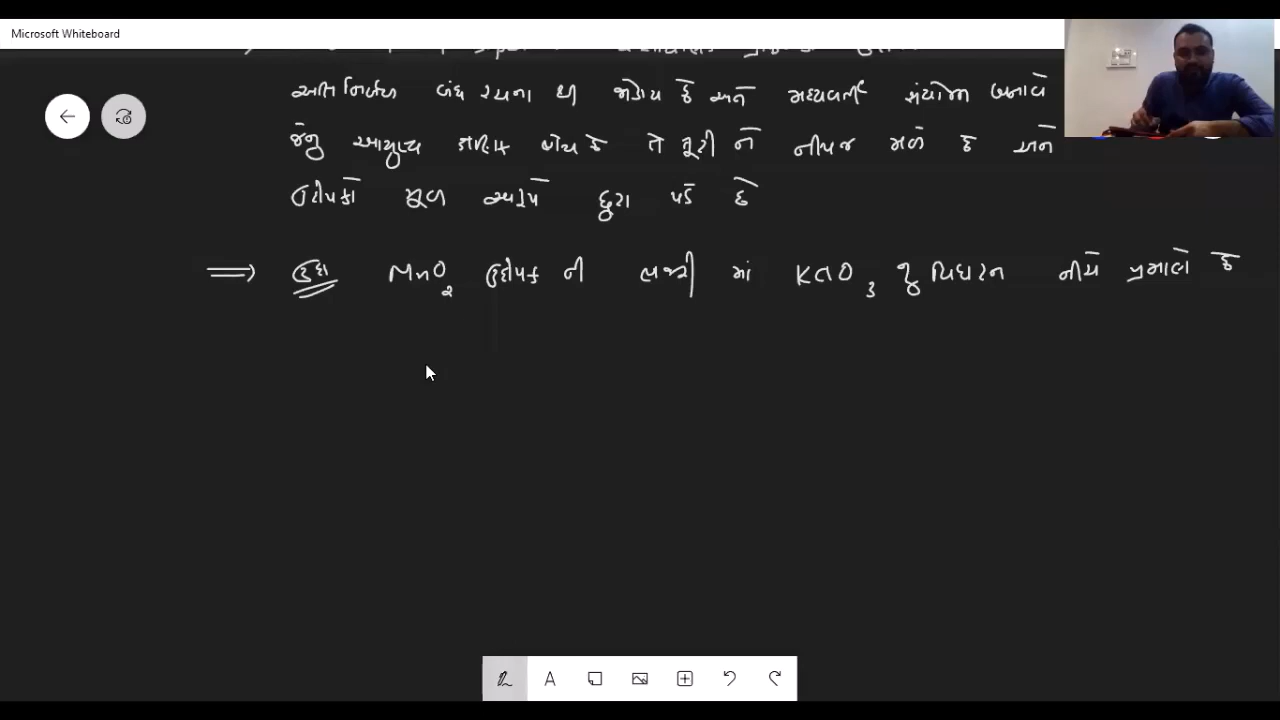 Microsoft Whiteboard
બંધ રચના થી જોડાય છે અને મધ્યવર્તી સંયોજન બનાવે
જેનુ આયુષ્ય ક્ષણિક હોય છે તે તૂટી ને નીપજ મળે છે અને
ઉદ્દીપકો મૂળ સ્વરૂપે છુટા પડે છે
⟹ ઉદા MnO2 ઉદ્દીપક ની હાજરી માં KClO3 નુ વિઘટન નીચે પ્રમાણે છે
A